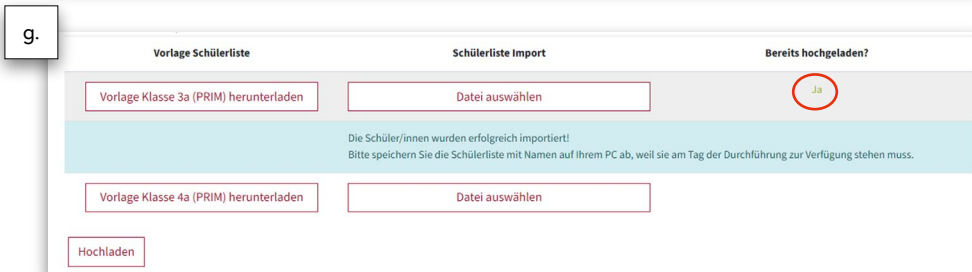 g.
Vorlage Schülerliste Schülerliste Import Bereits hochgeladen?
Vorlage Klasse 3a (PRIM) herunterladen Datei auswählen Ja
Die Schüler/innen wurden erfolgreich importiert!
Bitte speichern Sie die Schülerliste mit Namen auf Ihrem PC ab, weil sie am Tag der Durchführung zur Verfügung stehen muss.
Vorlage Klasse 4a (PRIM) herunterladen Datei auswählen
Hochladen